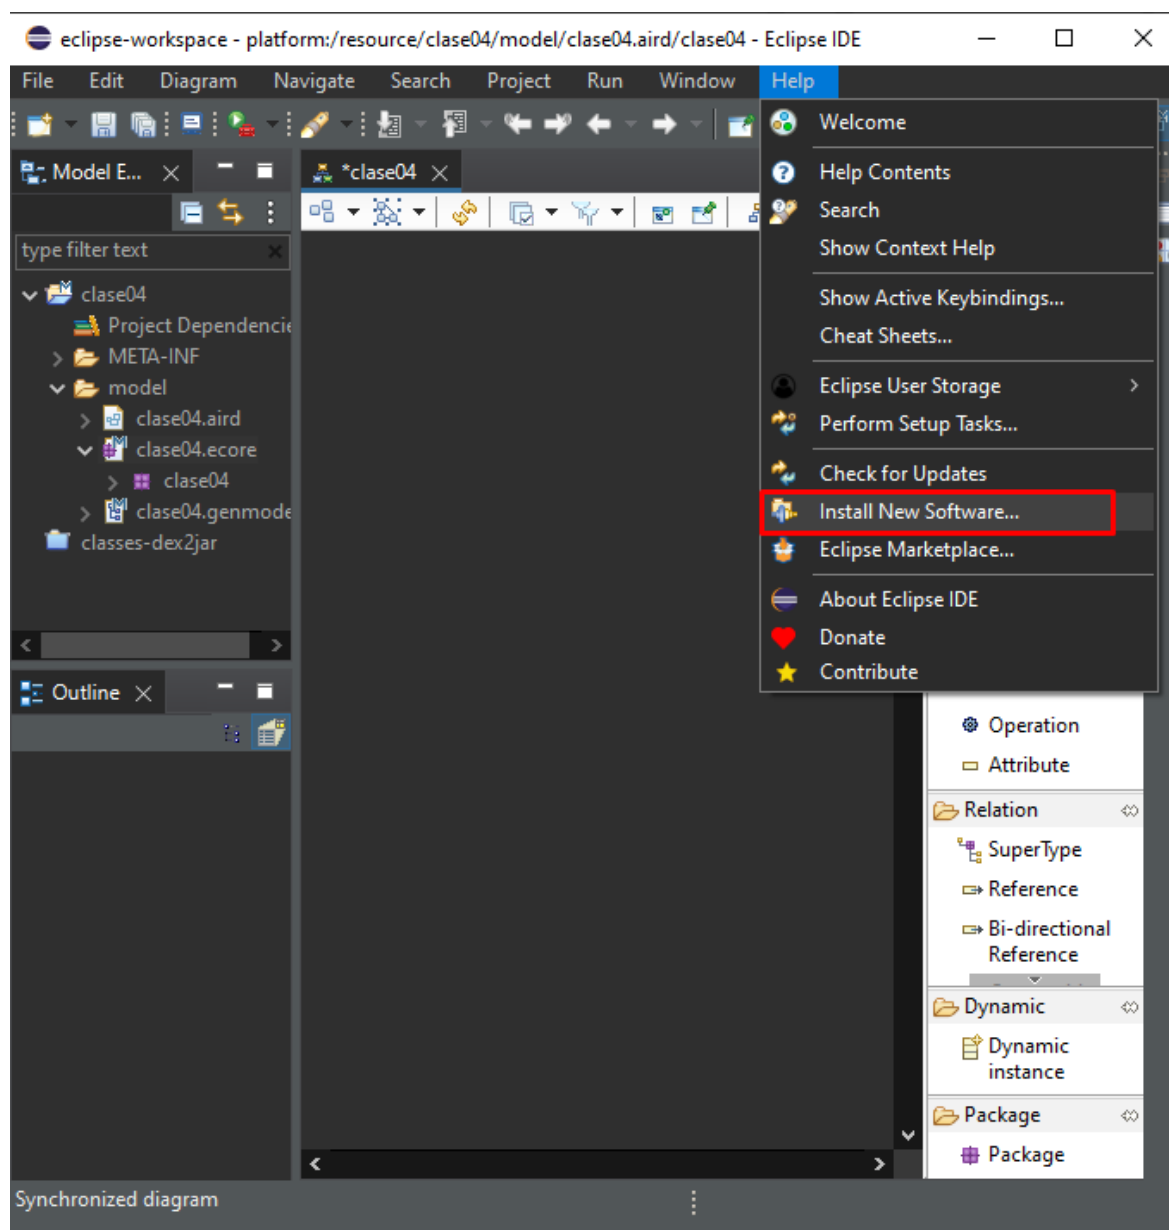 eclipse-workspace - platform:/resource/clase04/model/clase04.aird/clase04 - Eclipse IDE
File Edit Diagram Navigate Search Project Run Window Help
Model E...
*clase04
type filter text
clase04
Project Dependencie
META-INF
model
clase04.aird
clase04.ecore
clase04
clase04.genmode
classes-dex2jar
Outline
Welcome
Help Contents
Search
Show Context Help
Show Active Keybindings...
Cheat Sheets...
Eclipse User Storage
Perform Setup Tasks...
Check for Updates
Install New Software...
Eclipse Marketplace...
About Eclipse IDE
Donate
Contribute
Operation
Attribute
Relation
SuperType
Reference
Bi-directional
Reference
Dynamic
Dynamic
instance
Package
Package
Synchronized diagram